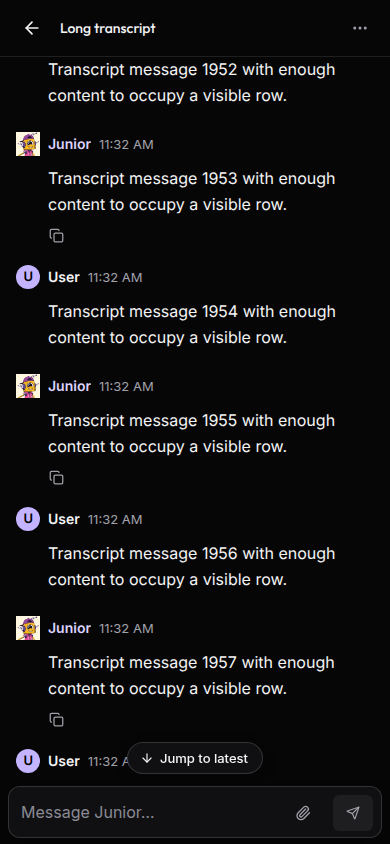 Long transcript
Transcript message 1952 with enough
content to occupy a visible row.
Junior 11:32 AM
Transcript message 1953 with enough
content to occupy a visible row.
U User 11:32 AM
Transcript message 1954 with enough
content to occupy a visible row.
Junior 11:32 AM
Transcript message 1955 with enough
content to occupy a visible row.
U User 11:32 AM
Transcript message 1956 with enough
content to occupy a visible row.
Junior 11:32 AM
Transcript message 1957 with enough
content to occupy a visible row.
U User 11:32
Jump to latest
Message Junior...